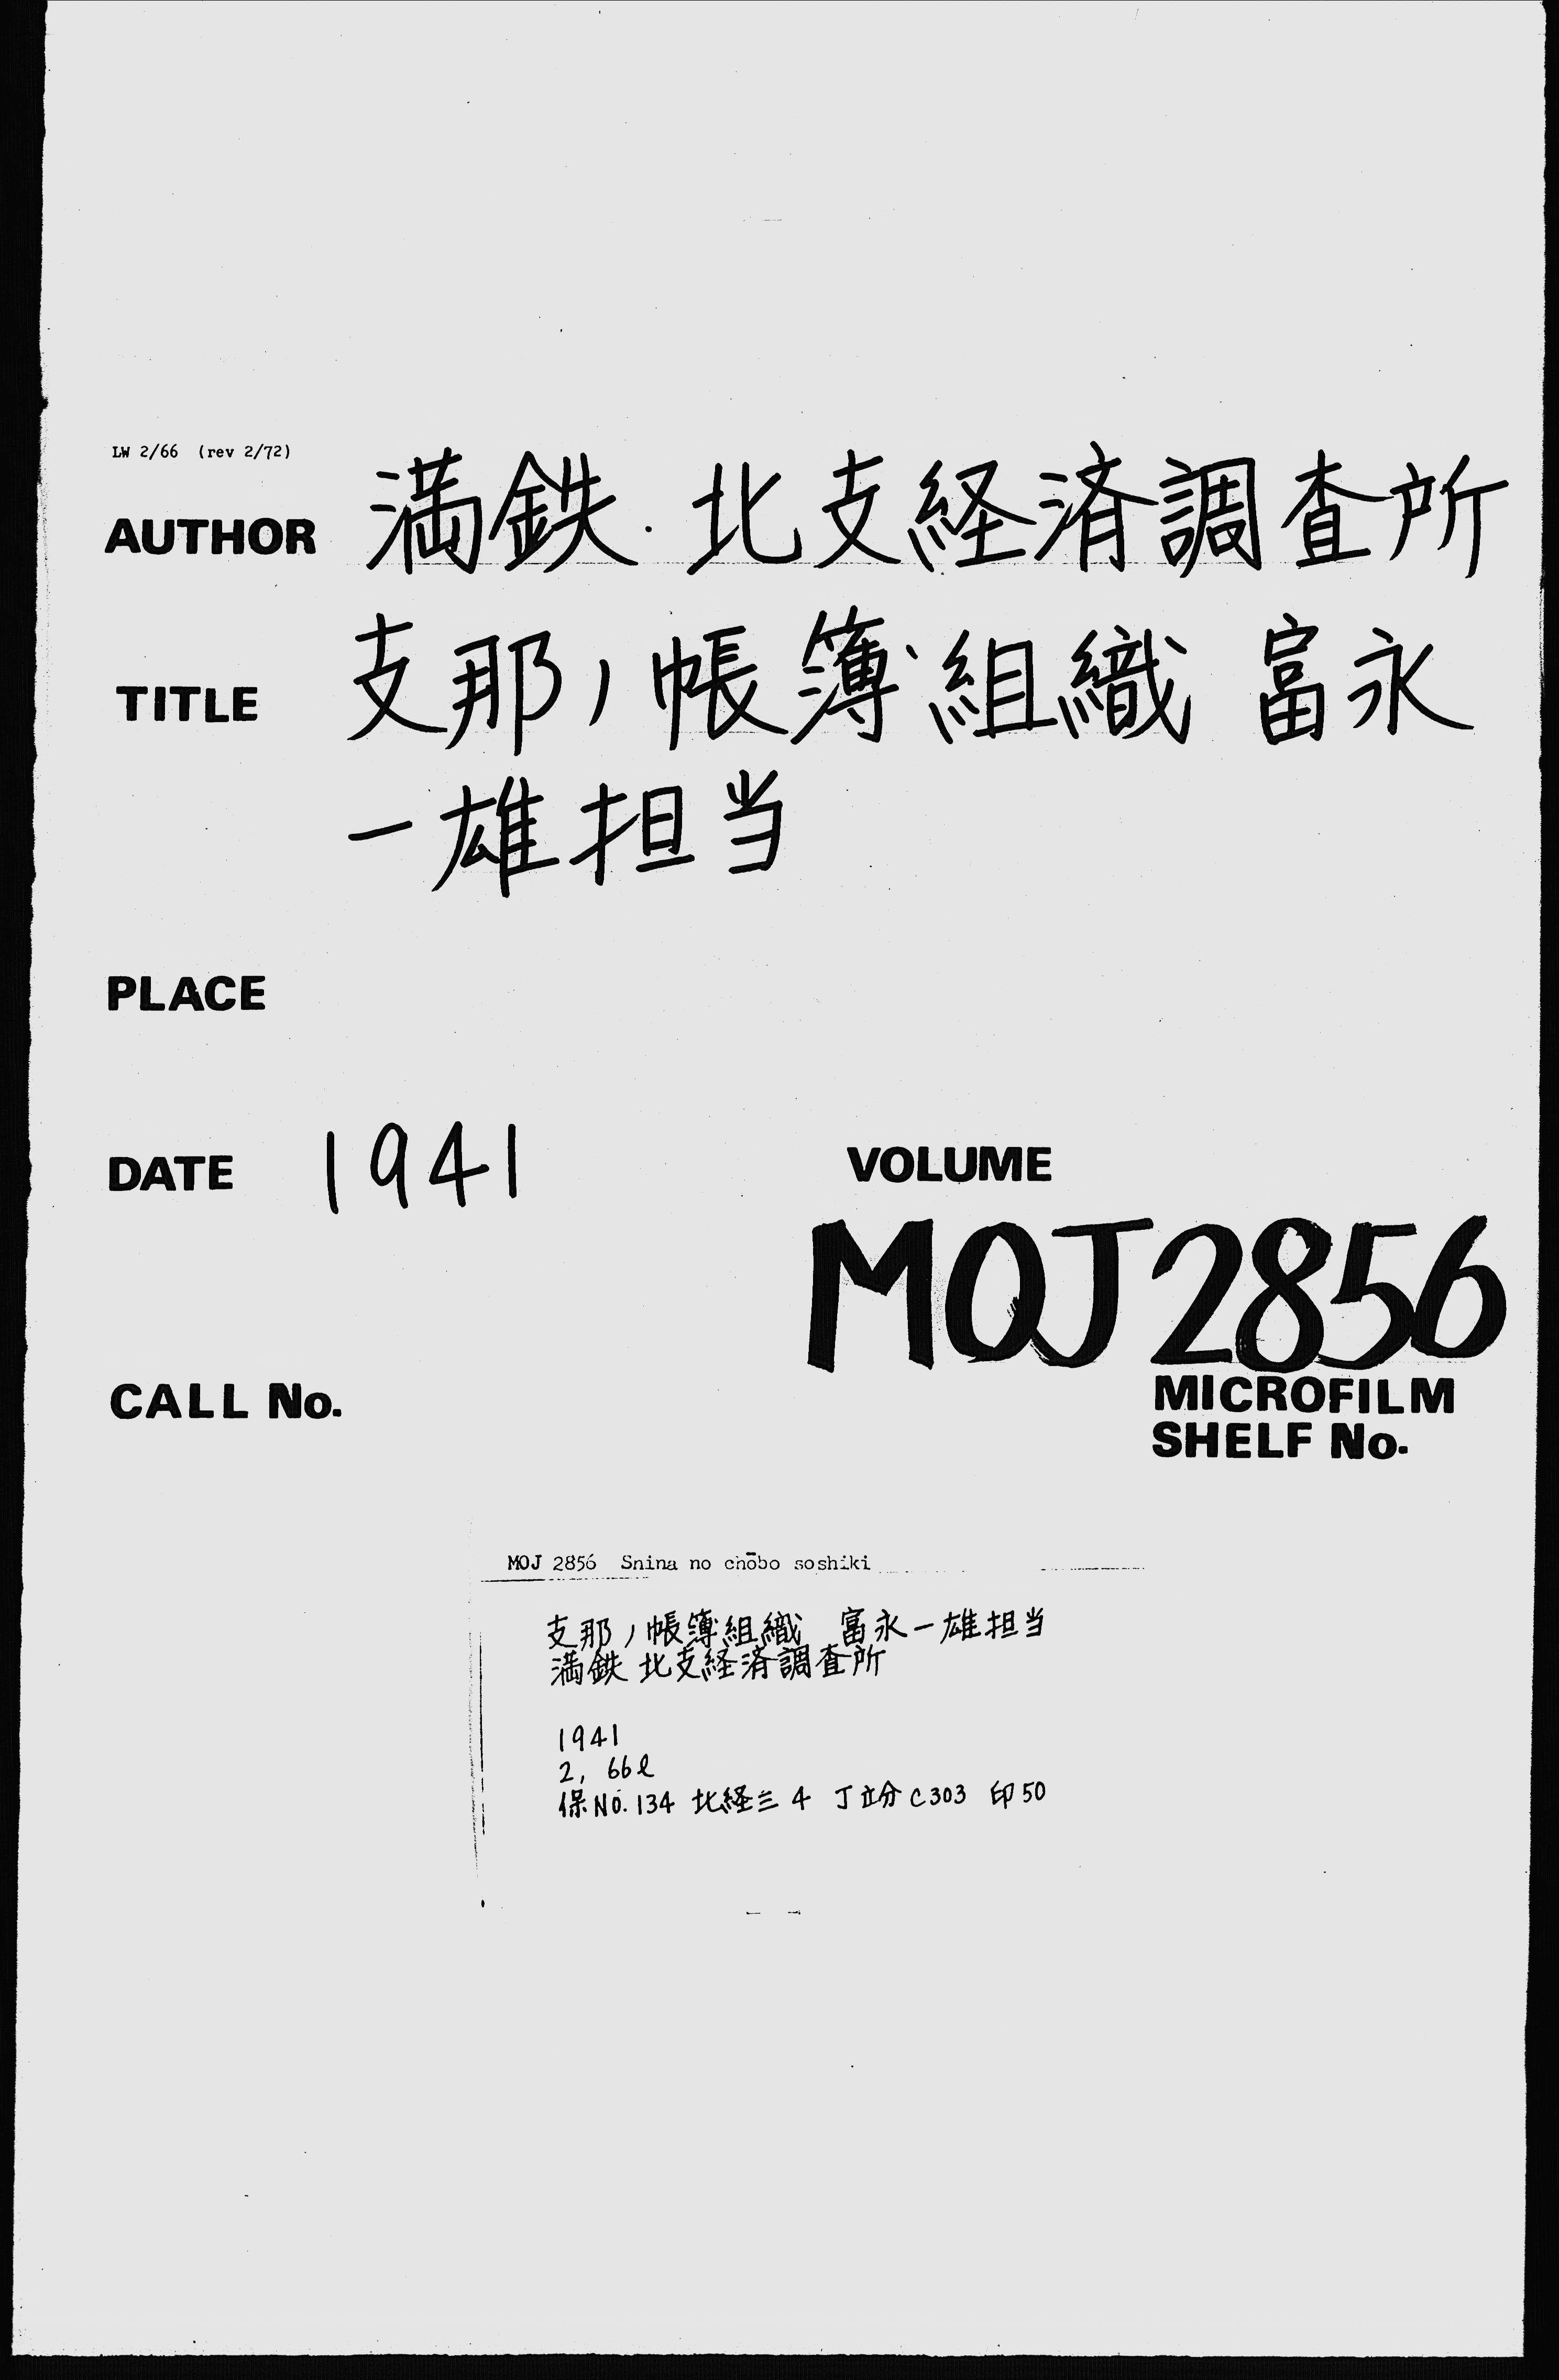 LW 2/66 (rev 2/72)
AUTHOR 満鉄.北支経済調査所
TITLE 支那ノ帳簿組織 富永
一雄担当
PLACE
DATE 1941
VOLUME
MOJ2856
CALL No.
MICROFILM
SHELF No.
MOJ 2856 Snina no chōbo soshiki
支那ノ帳簿組織 富永一雄担当
満鉄 北支経済調査所
1941
2, 66l
保No. 134 北経三 4 丁立分 C303 印50